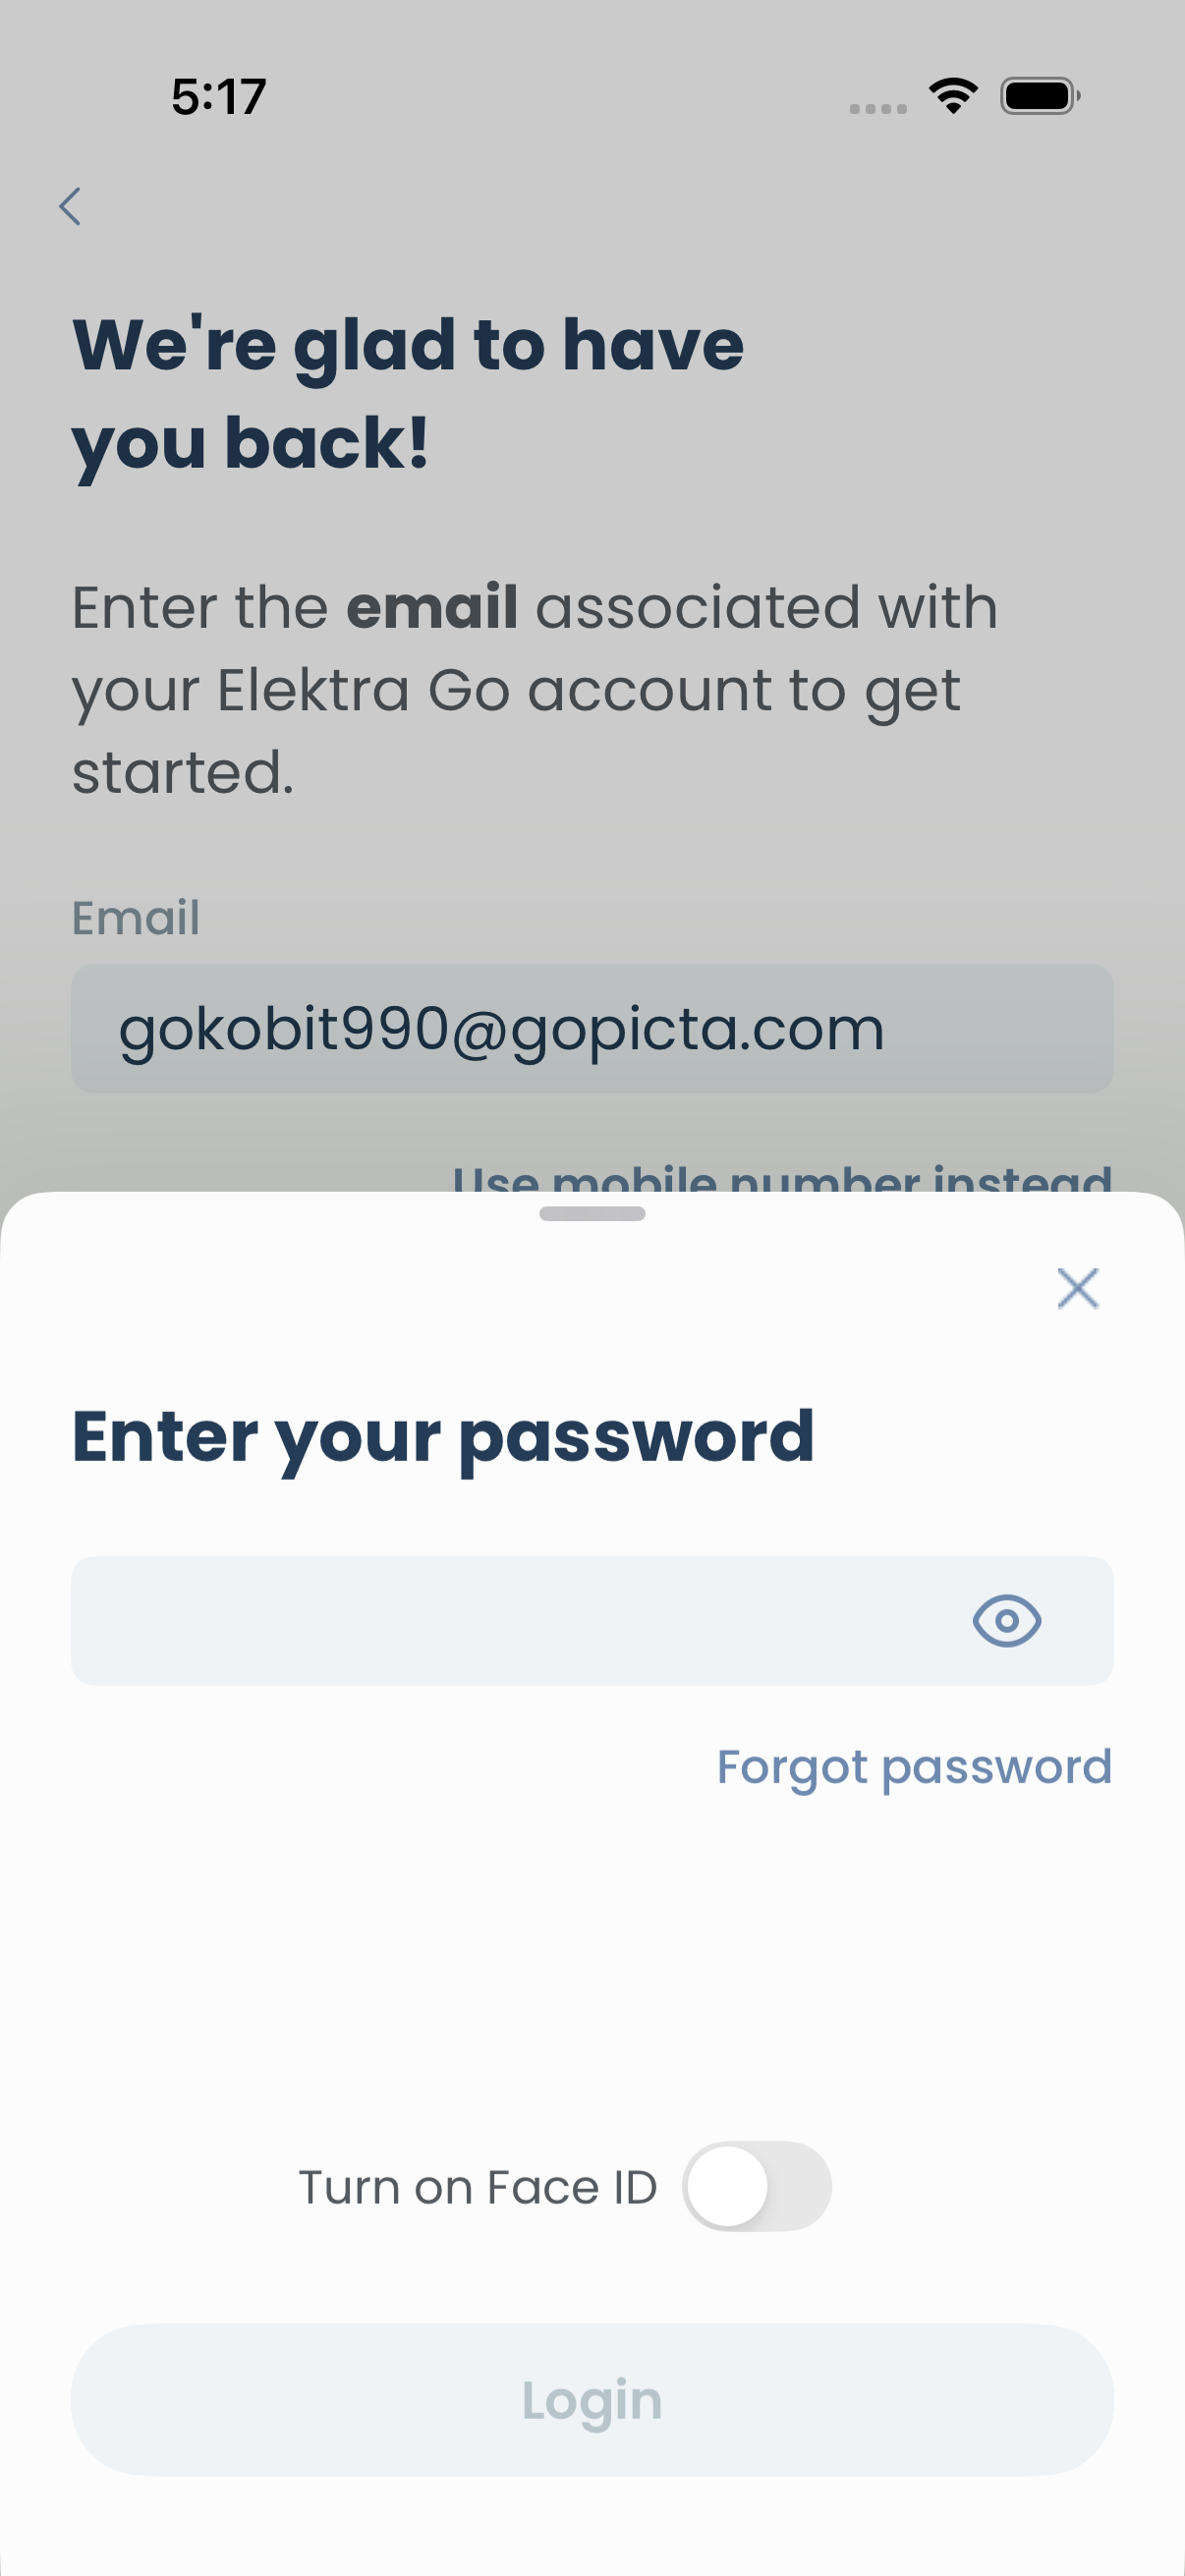 5:17
We're glad to have
you back!
Enter the email associated with
your Elektra Go account to get
started.
Email
gokobit990@gopicta.com
Use mobile number instead
Enter your password
Forgot password
Turn on Face ID
Login